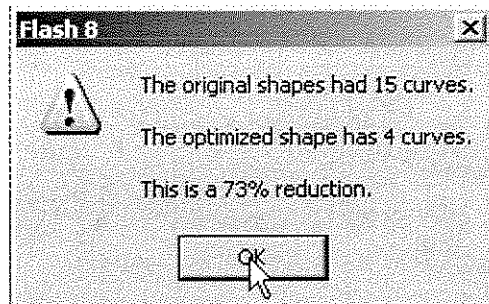 Flash 8
The original shapes had 15 curves.
The optimized shape has 4 curves.
This is a 73% reduction.
OK